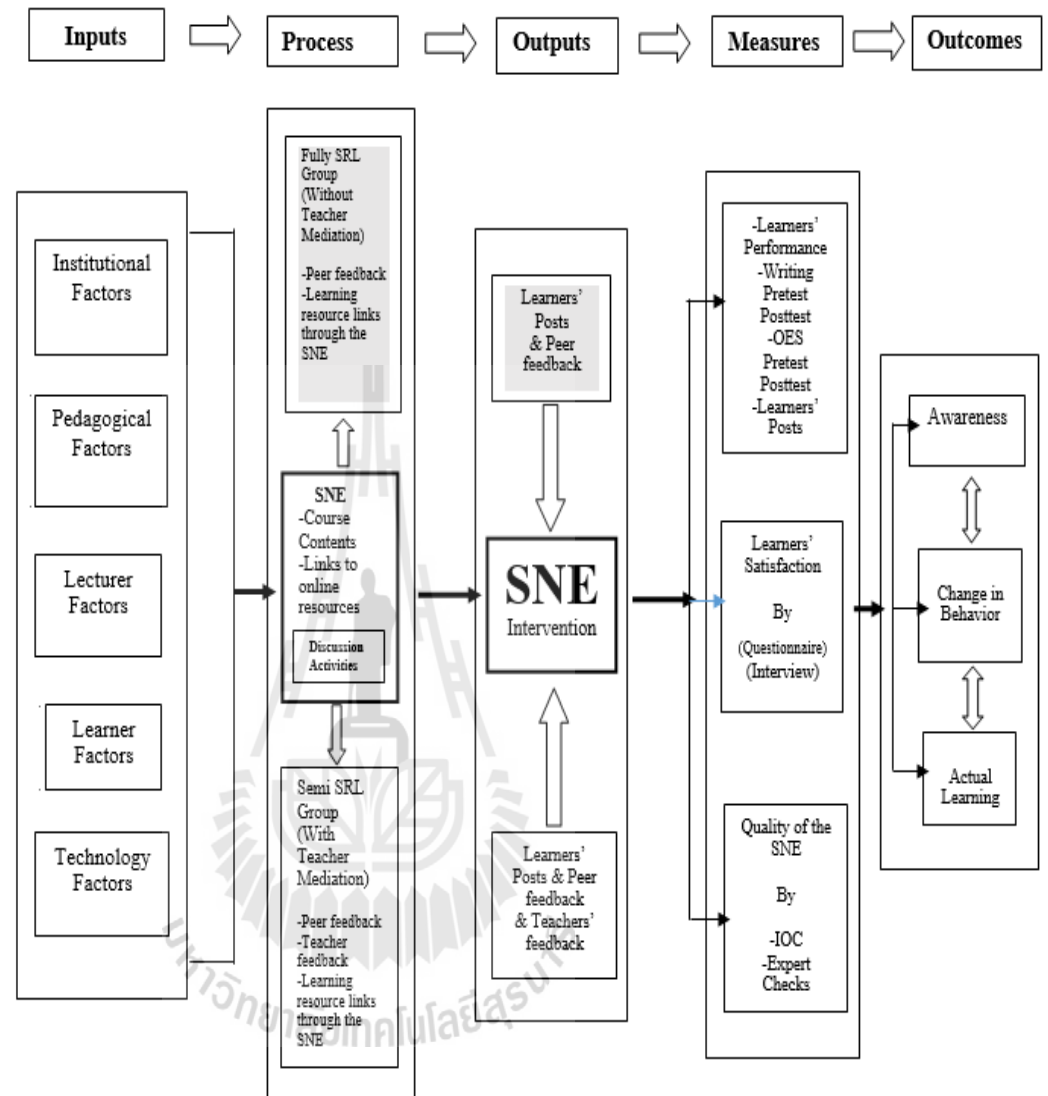 Inputs
Process
Outputs
Measures
Outcomes
Institutional
Factors
Pedagogical
Factors
Lecturer
Factors
Learner
Factors
Technology
Factors
Fully SRL
Group
(Without
Teacher
Mediation)
-Peer feedback
-Learning
resource links
through the
SNE
SNE
-Course
Contents
-Links to
online
resources
Discussion
Activities
Semi SRL
Group
(With
Teacher
Mediation)
-Peer feedback
-Teacher
feedback
-Learning
resource links
through the
SNE
Learners’
Posts
& Peer
feedback
SNE
Intervention
Learners’
Posts & Peer
feedback
& Teachers’
feedback
-Learners’
Performance
-Writing
Pretest
Posttest
-OES
Pretest
Posttest
-Learners’
Posts
Learners’
Satisfaction
By
(Questionnaire)
(Interview)
Quality of the
SNE
By
-IOC
-Expert
Checks
Awareness
Change in
Behavior
Actual
Learning